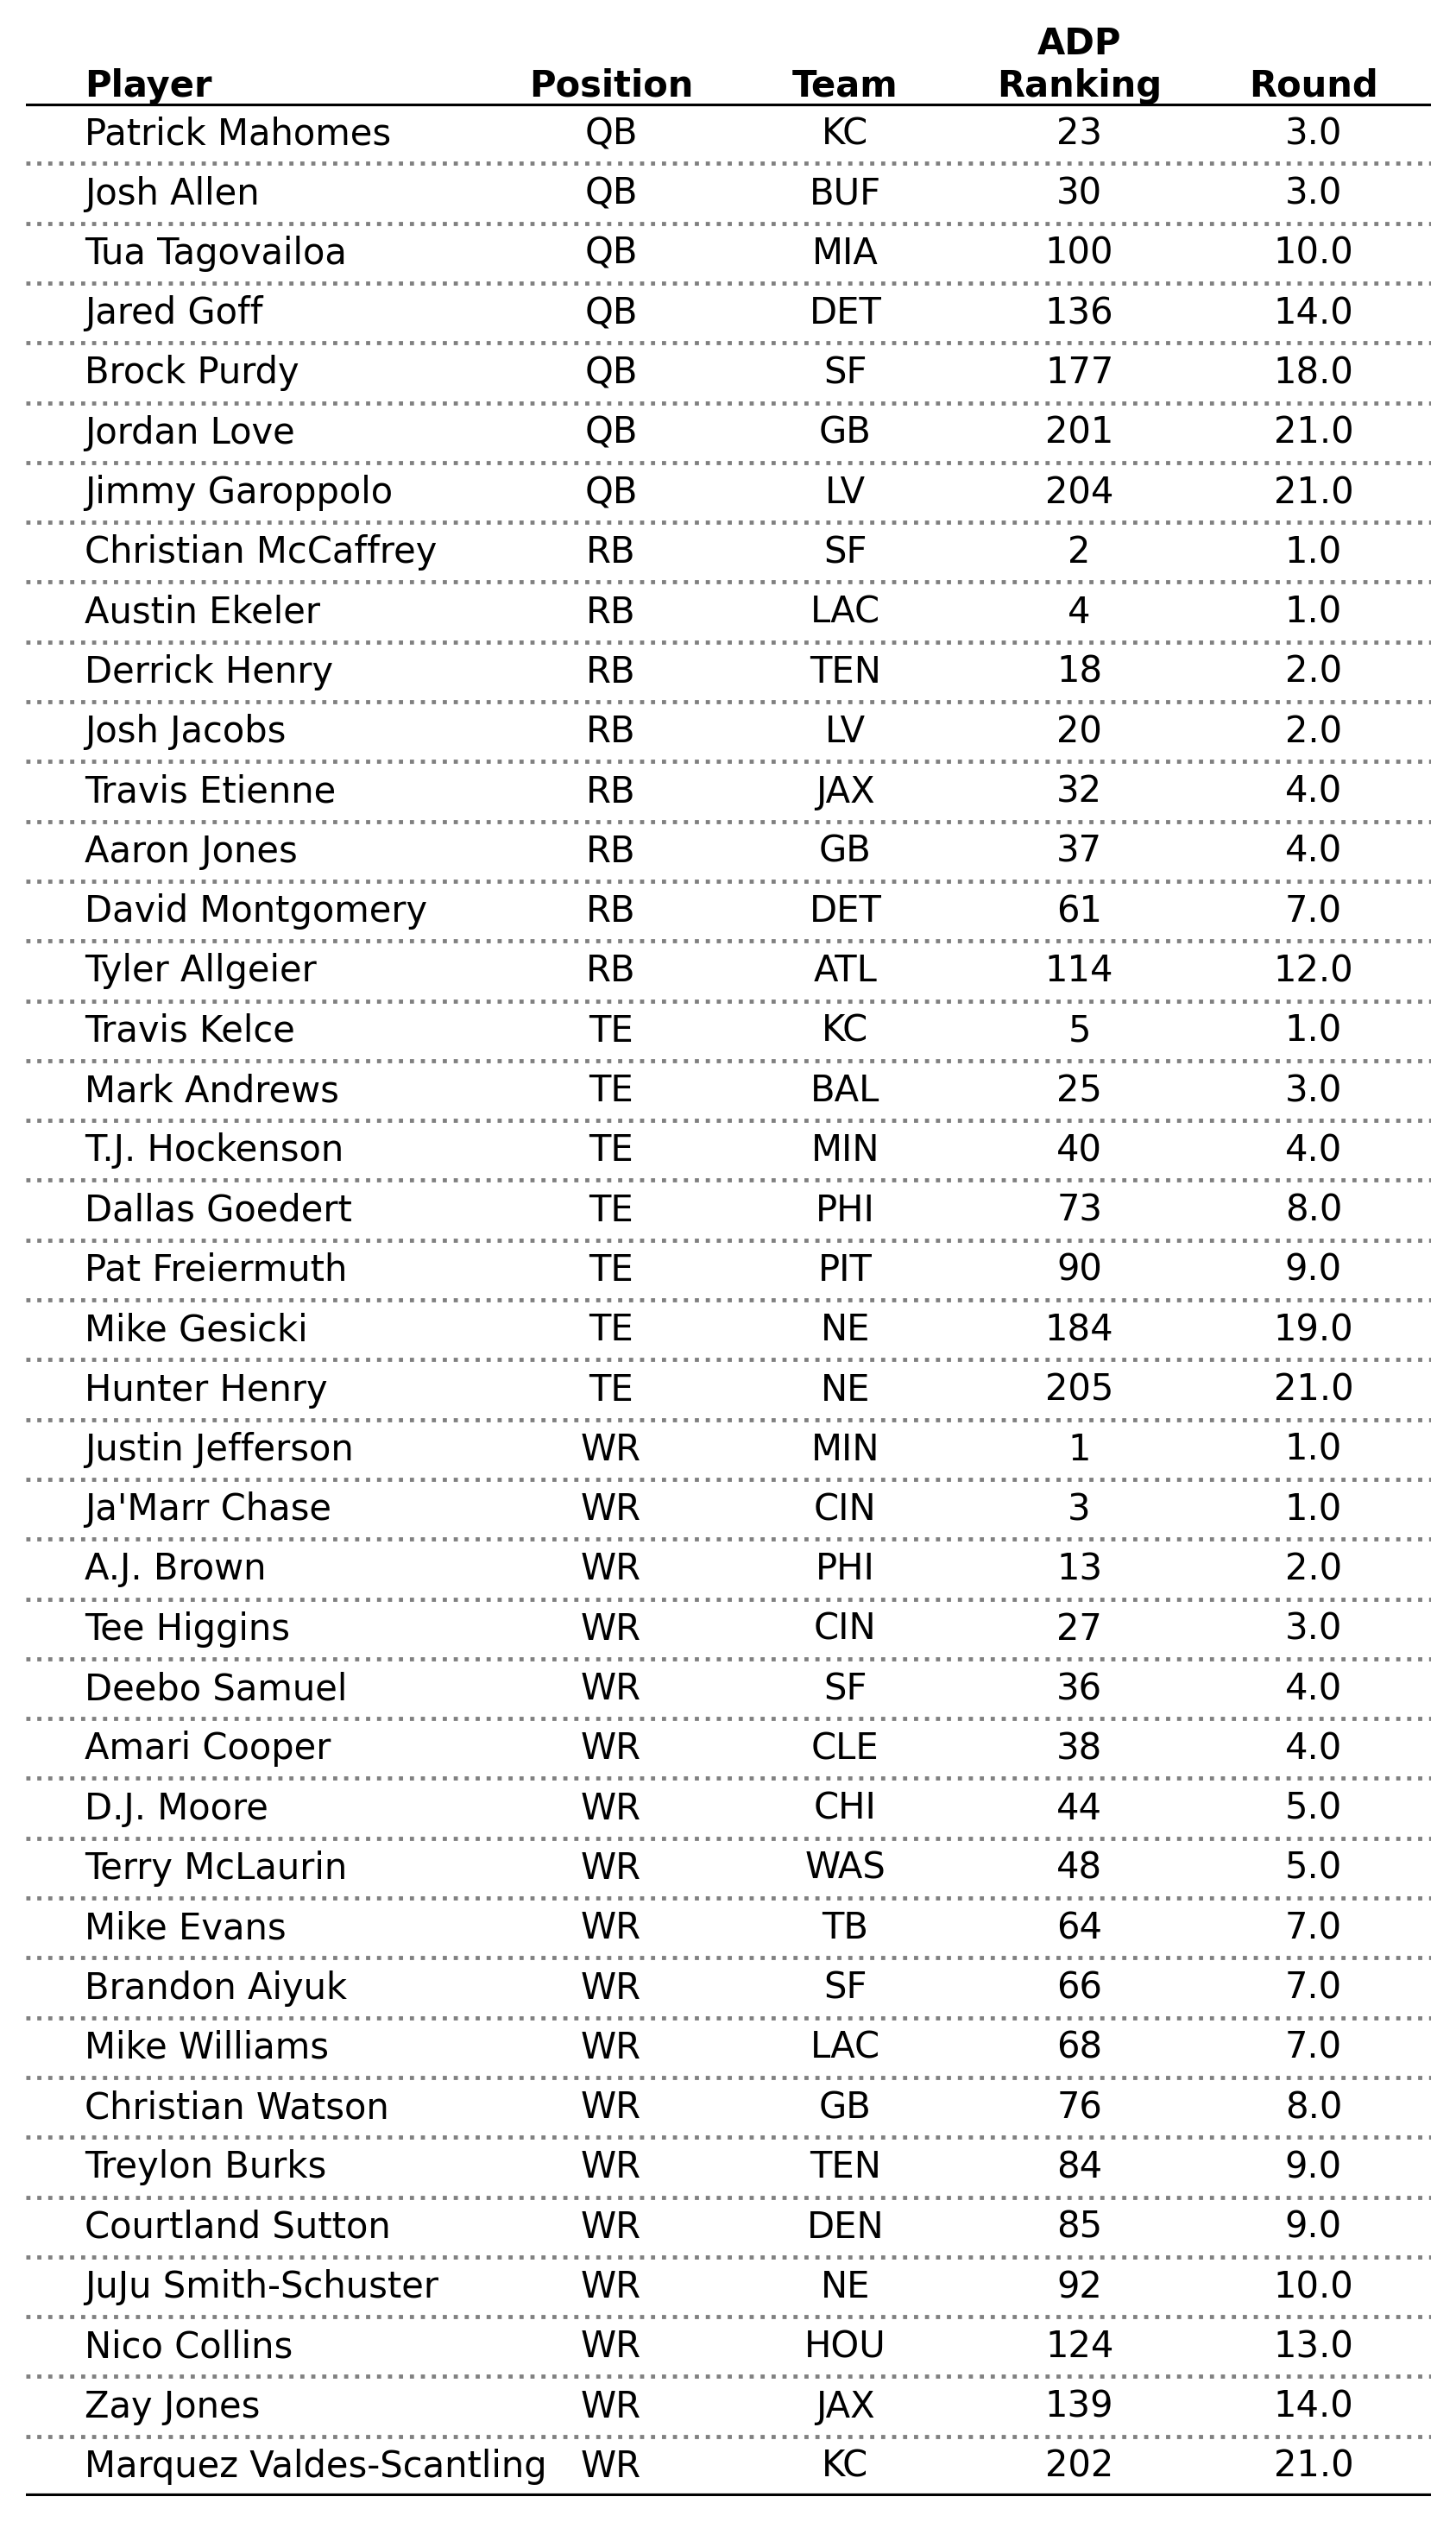 ADP
Player Position Team Ranking Round
Patrick Mahomes QB KC 23 3.0
Josh Allen QB BUF 30 3.0
Tua Tagovailoa QB MIA 100 10.0
Jared Goff QB DET 136 14.0
Brock Purdy QB SF 177 18.0
Jordan Love QB GB 201 21.0
Jimmy Garoppolo QB LV 204 21.0
Christian McCaffrey RB SF 2 1.0
Austin Ekeler RB LAC 4 1.0
Derrick Henry RB TEN 18 2.0
Josh Jacobs RB LV 20 2.0
Travis Etienne RB JAX 32 4.0
Aaron Jones RB GB 37 4.0
David Montgomery RB DET 61 7.0
Tyler Allgeier RB ATL 114 12.0
Travis Kelce TE KC 5 1.0
Mark Andrews TE BAL 25 3.0
T.J. Hockenson TE MIN 40 4.0
Dallas Goedert TE PHI 73 8.0
Pat Freiermuth TE PIT 90 9.0
Mike Gesicki TE NE 184 19.0
Hunter Henry TE NE 205 21.0
Justin Jefferson WR MIN 1 1.0
Ja'Marr Chase WR CIN 3 1.0
A.J. Brown WR PHI 13 2.0
Tee Higgins WR CIN 27 3.0
Deebo Samuel WR SF 36 4.0
Amari Cooper WR CLE 38 4.0
D.J. Moore WR CHI 44 5.0
Terry McLaurin WR WAS 48 5.0
Mike Evans WR TB 64 7.0
Brandon Aiyuk WR SF 66 7.0
Mike Williams WR LAC 68 7.0
Christian Watson WR GB 76 8.0
Treylon Burks WR TEN 84 9.0
Courtland Sutton WR DEN 85 9.0
JuJu Smith-Schuster WR NE 92 10.0
Nico Collins WR HOU 124 13.0
Zay Jones WR JAX 139 14.0
Marquez Valdes-Scantling WR KC 202 21.0